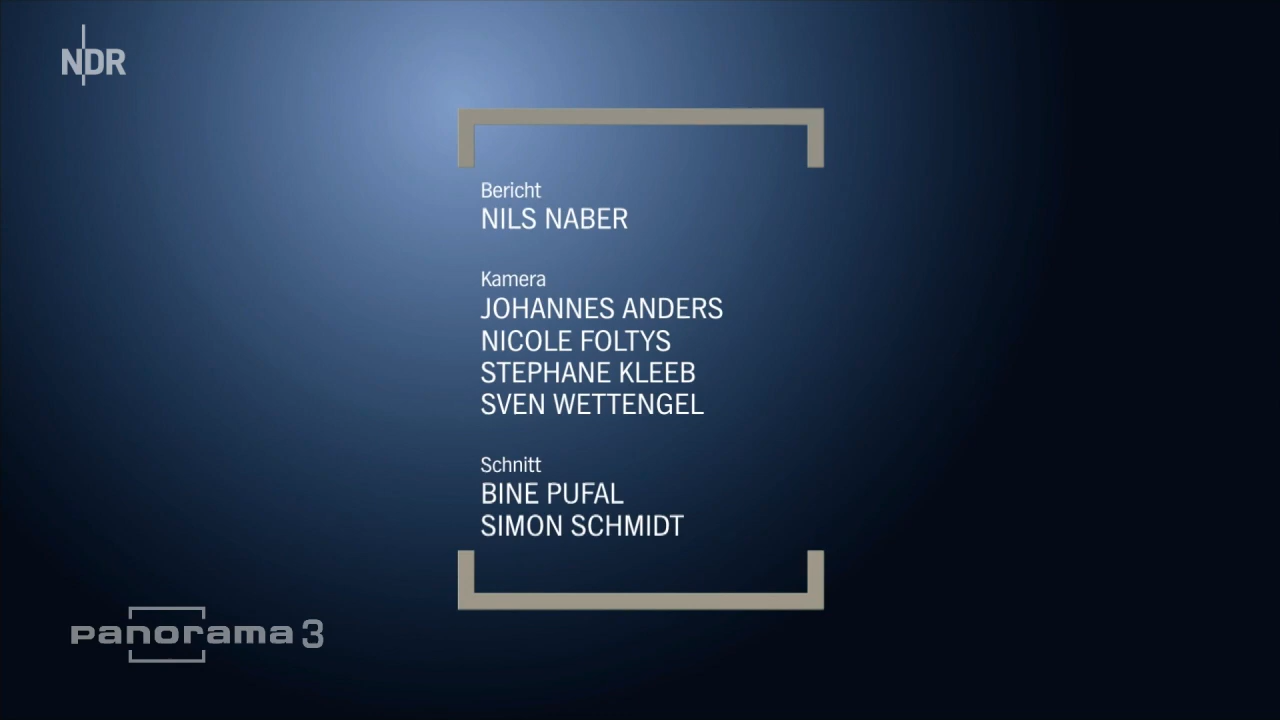 NDR
Bericht
NILS NABER
Kamera
JOHANNES ANDERS
NICOLE FOLTYS
STEPHANE KLEEB
SVEN WETTENGEL
Schnitt
BINE PUFAL
SIMON SCHMIDT
panorama 3